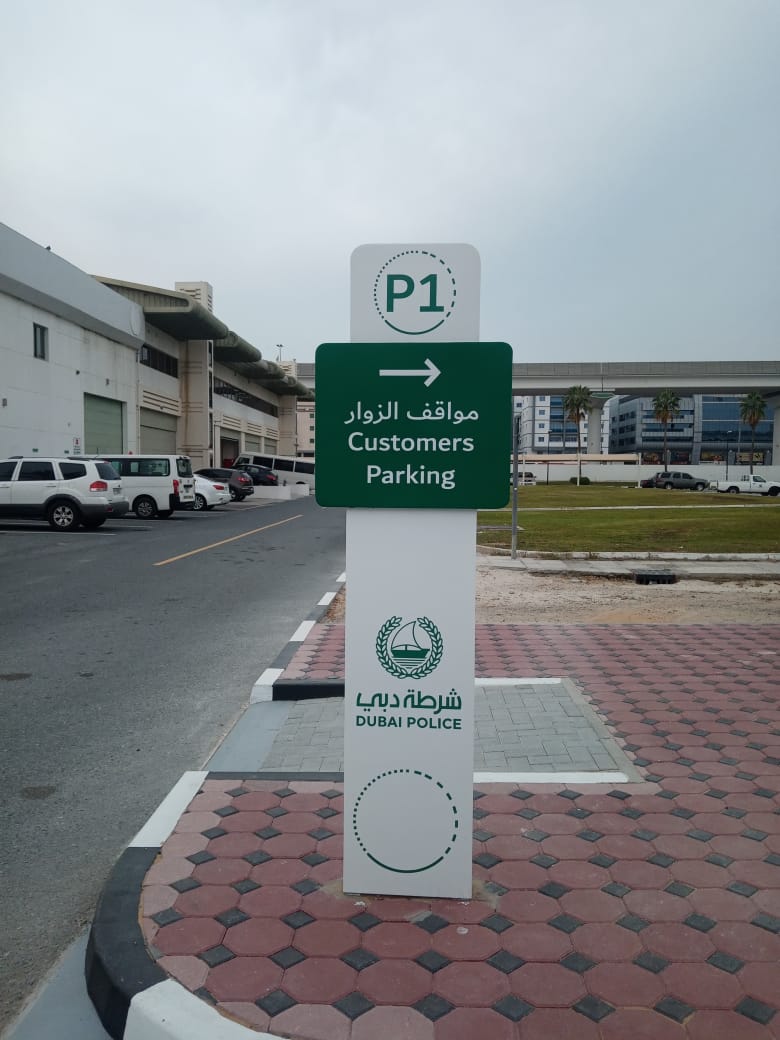 P1
مواقف الزوار
Customers
Parking
شرطة دبي
DUBAI POLICE